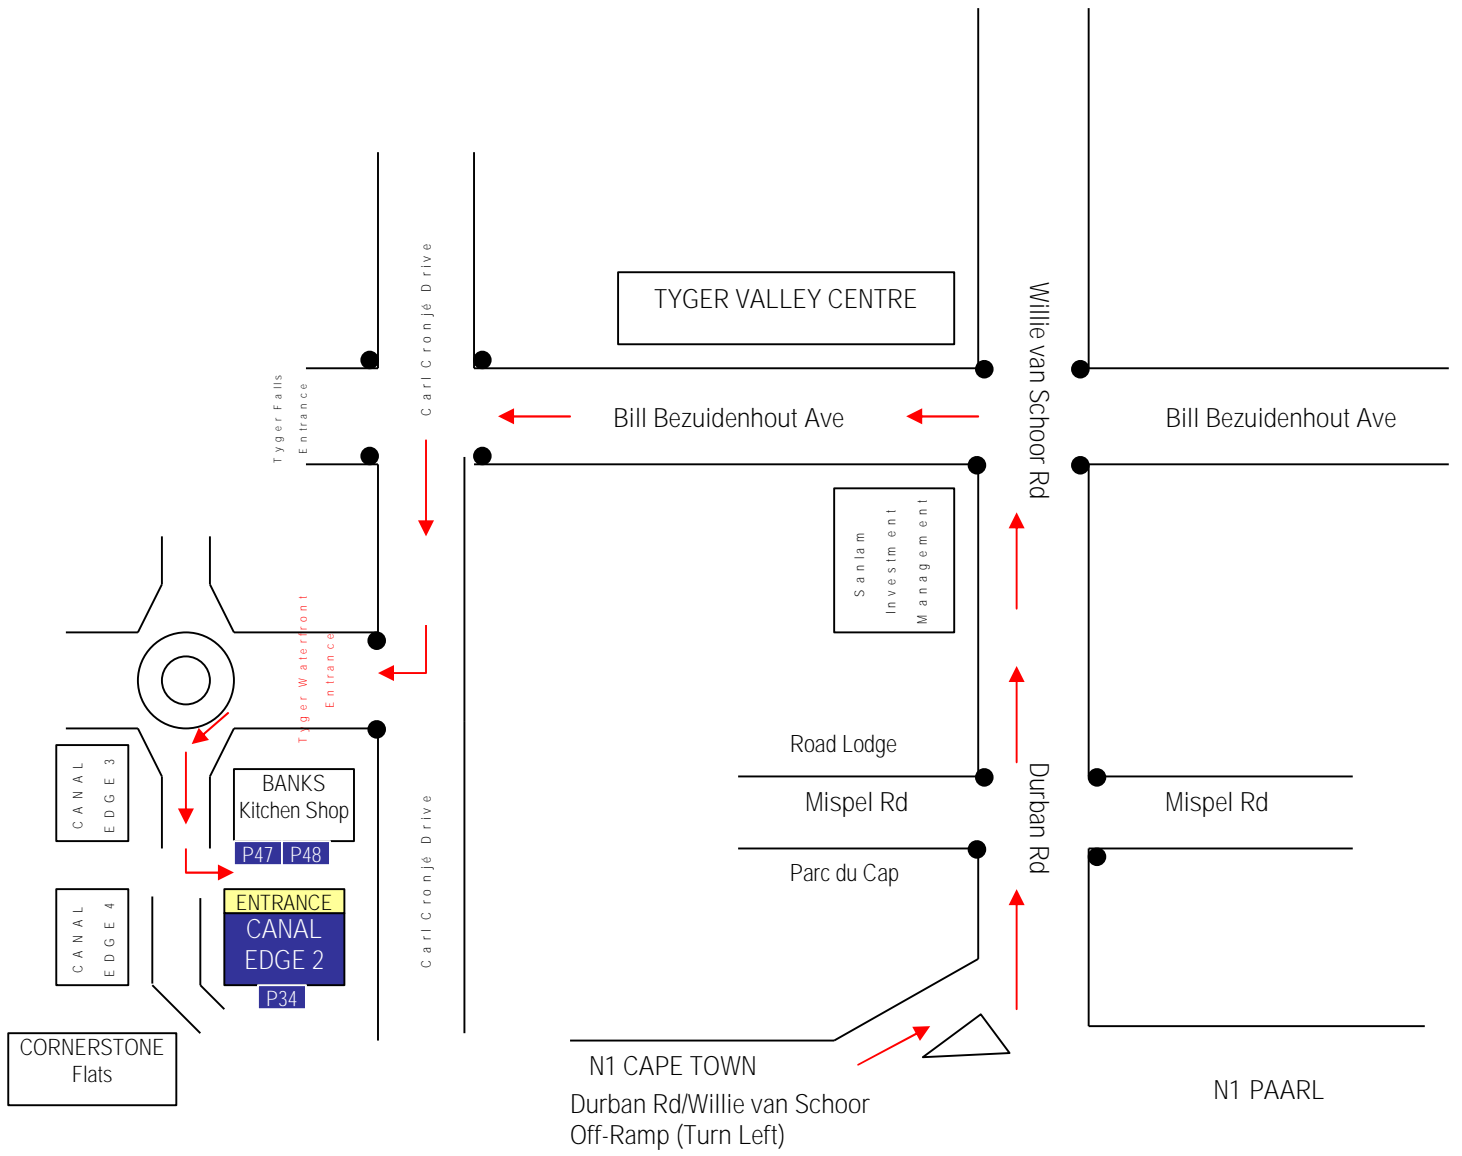 Carl Cronjé Drive
TYGER VALLEY CENTRE
Willie van Schoor Rd
Tyger Falls
Entrance
Bill Bezuidenhout Ave
Bill Bezuidenhout Ave
Sanlam
Investment
Management
Tyger Waterfront
Entrance
Road Lodge
Mispel Rd
Durban Rd
Mispel Rd
Parc du Cap
CANAL
EDGE 3
BANKS
Kitchen Shop
P47
P48
Carl Cronjé Drive
CANAL
EDGE 4
ENTRANCE
CANAL
EDGE 2
P34
CORNERSTONE
Flats
N1 CAPE TOWN
Durban Rd/Willie van Schoor
Off-Ramp (Turn Left)
N1 PAARL